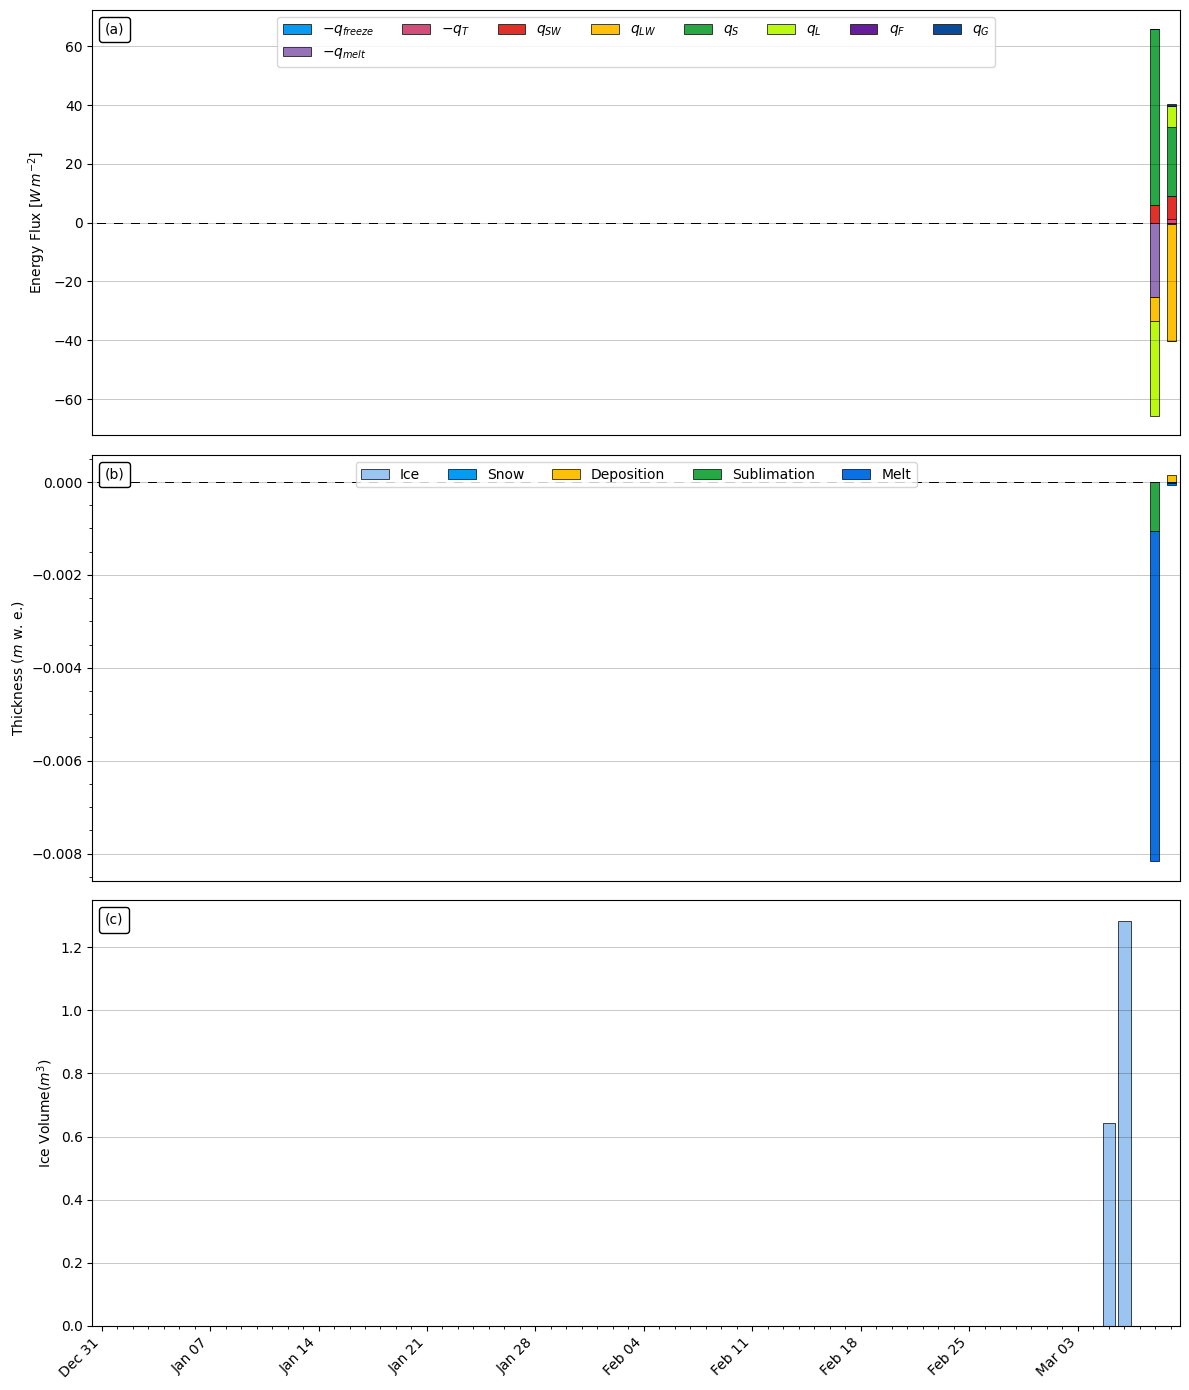 (a)
−q_freeze −q_T q_SW q_LW q_S q_L q_F q_G
−q_melt
60
40
20
0
−20
−40
−60
Energy Flux [W m⁻²]
(b)
Ice Snow Deposition Sublimation Melt
0.000
−0.002
−0.004
−0.006
−0.008
Thickness (m w. e.)
(c)
1.2
1.0
0.8
0.6
0.4
0.2
0.0
Ice Volume(m³)
Dec 31 Jan 07 Jan 14 Jan 21 Jan 28 Feb 04 Feb 11 Feb 18 Feb 25 Mar 03